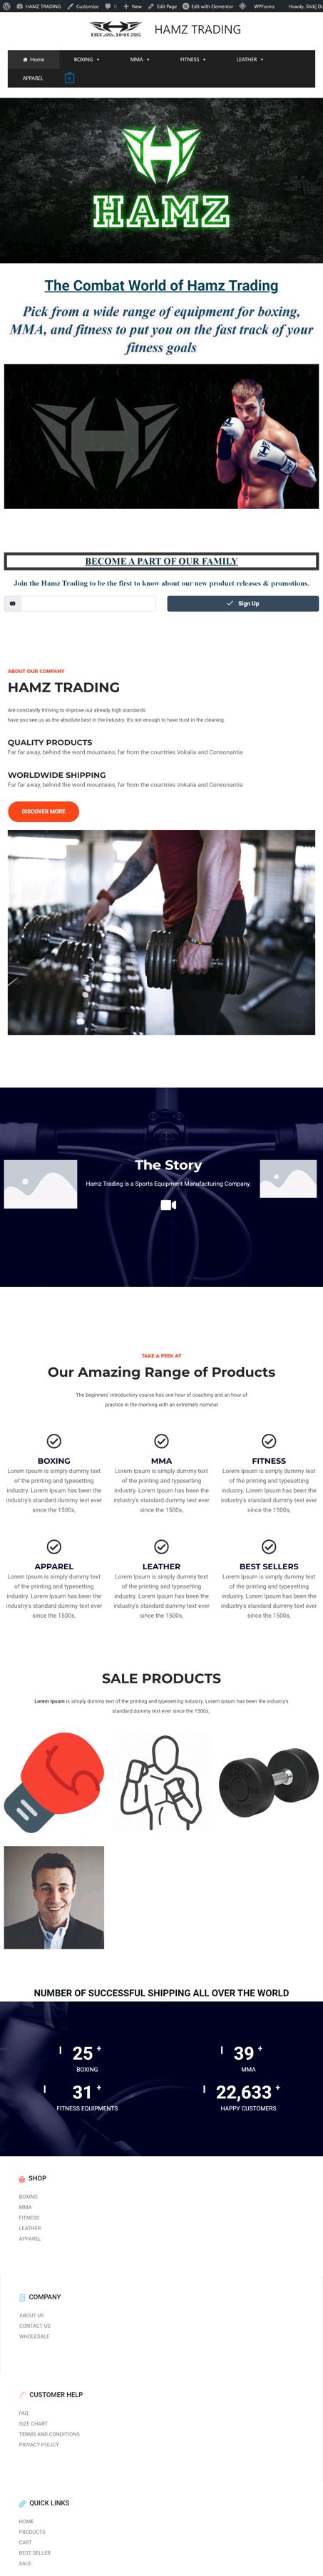 HAMZ TRADING Customize 0 New Edit Page Edit with Elementor WPForms Howdy, Shitij Da
HAMZ TRADING
Home BOXING MMA FITNESS LEATHER
APPAREL
HAMZ
The Combat World of Hamz Trading
Pick from a wide range of equipment for boxing,
MMA, and fitness to put you on the fast track of your
fitness goals
BECOME A PART OF OUR FAMILY
Join the Hamz Trading to be the first to know about our new product releases & promotions.
Sign Up
ABOUT OUR COMPANY
HAMZ TRADING
Are constantly thriving to improve our already high standards
have you see us as the absolute best in the industry. It's not enough to have trust in the cleaning.
QUALITY PRODUCTS
Far far away, behind the word mountains, far from the countries Vokalia and Consonantia
WORLDWIDE SHIPPING
Far far away, behind the word mountains, far from the countries Vokalia and Consonantia
DISCOVER MORE
The Story
Hamz Trading is a Sports Equipment Manufacturing Company.
TAKE A PEEK AT
Our Amazing Range of Products
The beginners' introductory course has one hour of coaching and an hour of
practice in the morning with an extremely nominal
BOXING MMA FITNESS
Lorem Ipsum is simply dummy text Lorem Ipsum is simply dummy text Lorem Ipsum is simply dummy text
of the printing and typesetting of the printing and typesetting of the printing and typesetting
industry. Lorem Ipsum has been the industry. Lorem Ipsum has been the industry. Lorem Ipsum has been the
industry's standard dummy text ever industry's standard dummy text ever industry's standard dummy text ever
since the 1500s, since the 1500s, since the 1500s,
APPAREL LEATHER BEST SELLERS
Lorem Ipsum is simply dummy text Lorem Ipsum is simply dummy text Lorem Ipsum is simply dummy text
of the printing and typesetting of the printing and typesetting of the printing and typesetting
industry. Lorem Ipsum has been the industry. Lorem Ipsum has been the industry. Lorem Ipsum has been the
industry's standard dummy text ever industry's standard dummy text ever industry's standard dummy text ever
since the 1500s, since the 1500s, since the 1500s,
SALE PRODUCTS
Lorem Ipsum is simply dummy text of the printing and typesetting industry. Lorem Ipsum has been the industry's
standard dummy text ever since the 1500s,
NUMBER OF SUCCESSFUL SHIPPING ALL OVER THE WORLD
25 + 39 +
BOXING MMA
31 + 22,633 +
FITNESS EQUIPMENTS HAPPY CUSTOMERS
SHOP
BOXING
MMA
FITNESS
LEATHER
APPAREL
COMPANY
ABOUT US
CONTACT US
WHOLESALE
CUSTOMER HELP
FAQ
SIZE CHART
TERMS AND CONDITIONS
PRIVACY POLICY
QUICK LINKS
HOME
PRODUCTS
CART
BEST SELLER
SALE